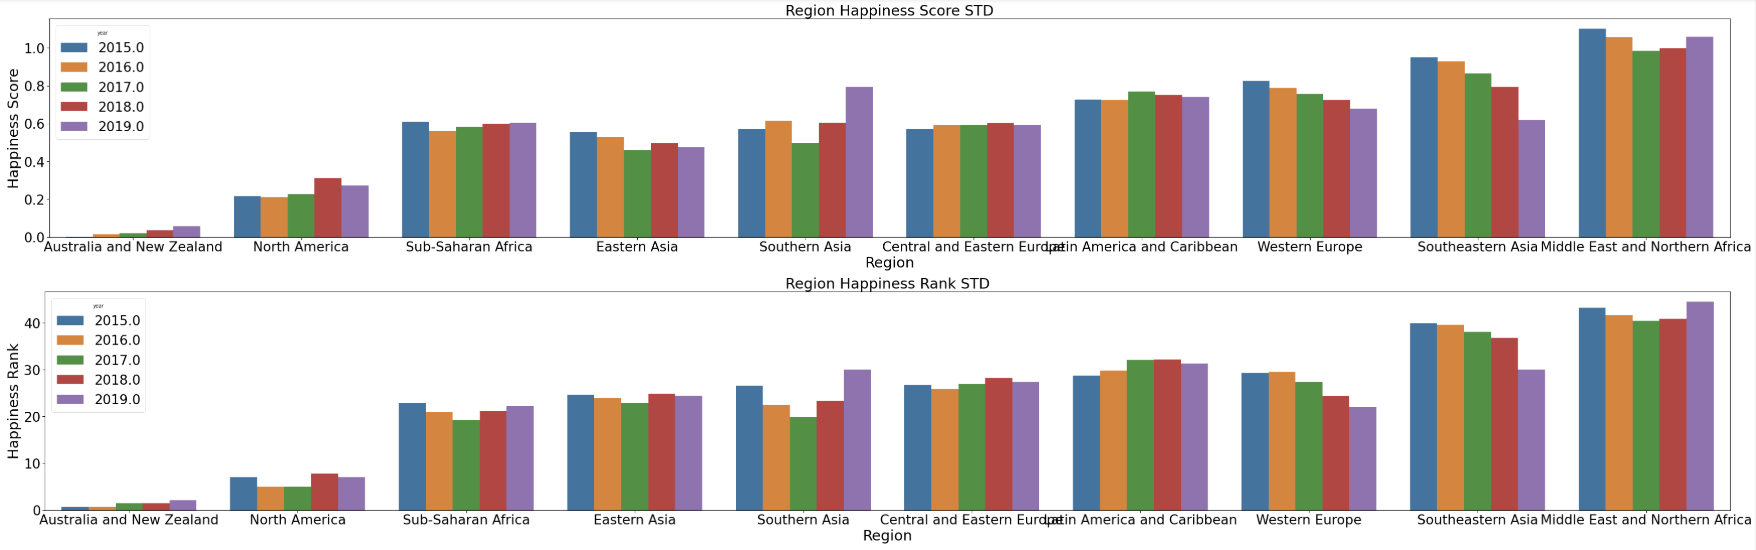 Region Happiness Score STD
Happiness Score
1.0
0.8
0.6
0.4
0.2
0.0
year
2015.0
2016.0
2017.0
2018.0
2019.0
Australia and New Zealand North America Sub-Saharan Africa Eastern Asia Southern Asia Central and Eastern Europe Latin America and Caribbean Western Europe Southeastern Asia Middle East and Northern Africa
Region
Region Happiness Rank STD
Happiness Rank
40
30
20
10
0
year
2015.0
2016.0
2017.0
2018.0
2019.0
Australia and New Zealand North America Sub-Saharan Africa Eastern Asia Southern Asia Central and Eastern Europe Latin America and Caribbean Western Europe Southeastern Asia Middle East and Northern Africa
Region